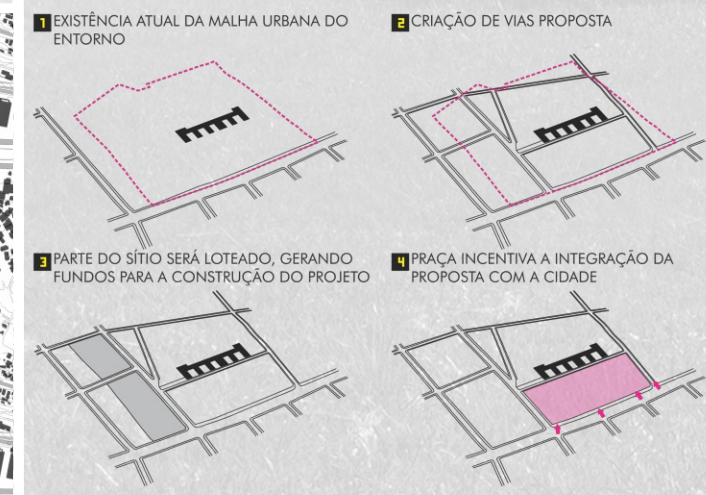 1 EXISTÊNCIA ATUAL DA MALHA URBANA DO
ENTORNO
2 CRIAÇÃO DE VIAS PROPOSTA
3 PARTE DO SÍTIO SERÁ LOTEADO, GERANDO
FUNDOS PARA A CONSTRUÇÃO DO PROJETO
4 PRAÇA INCENTIVA A INTEGRAÇÃO DA
PROPOSTA COM A CIDADE